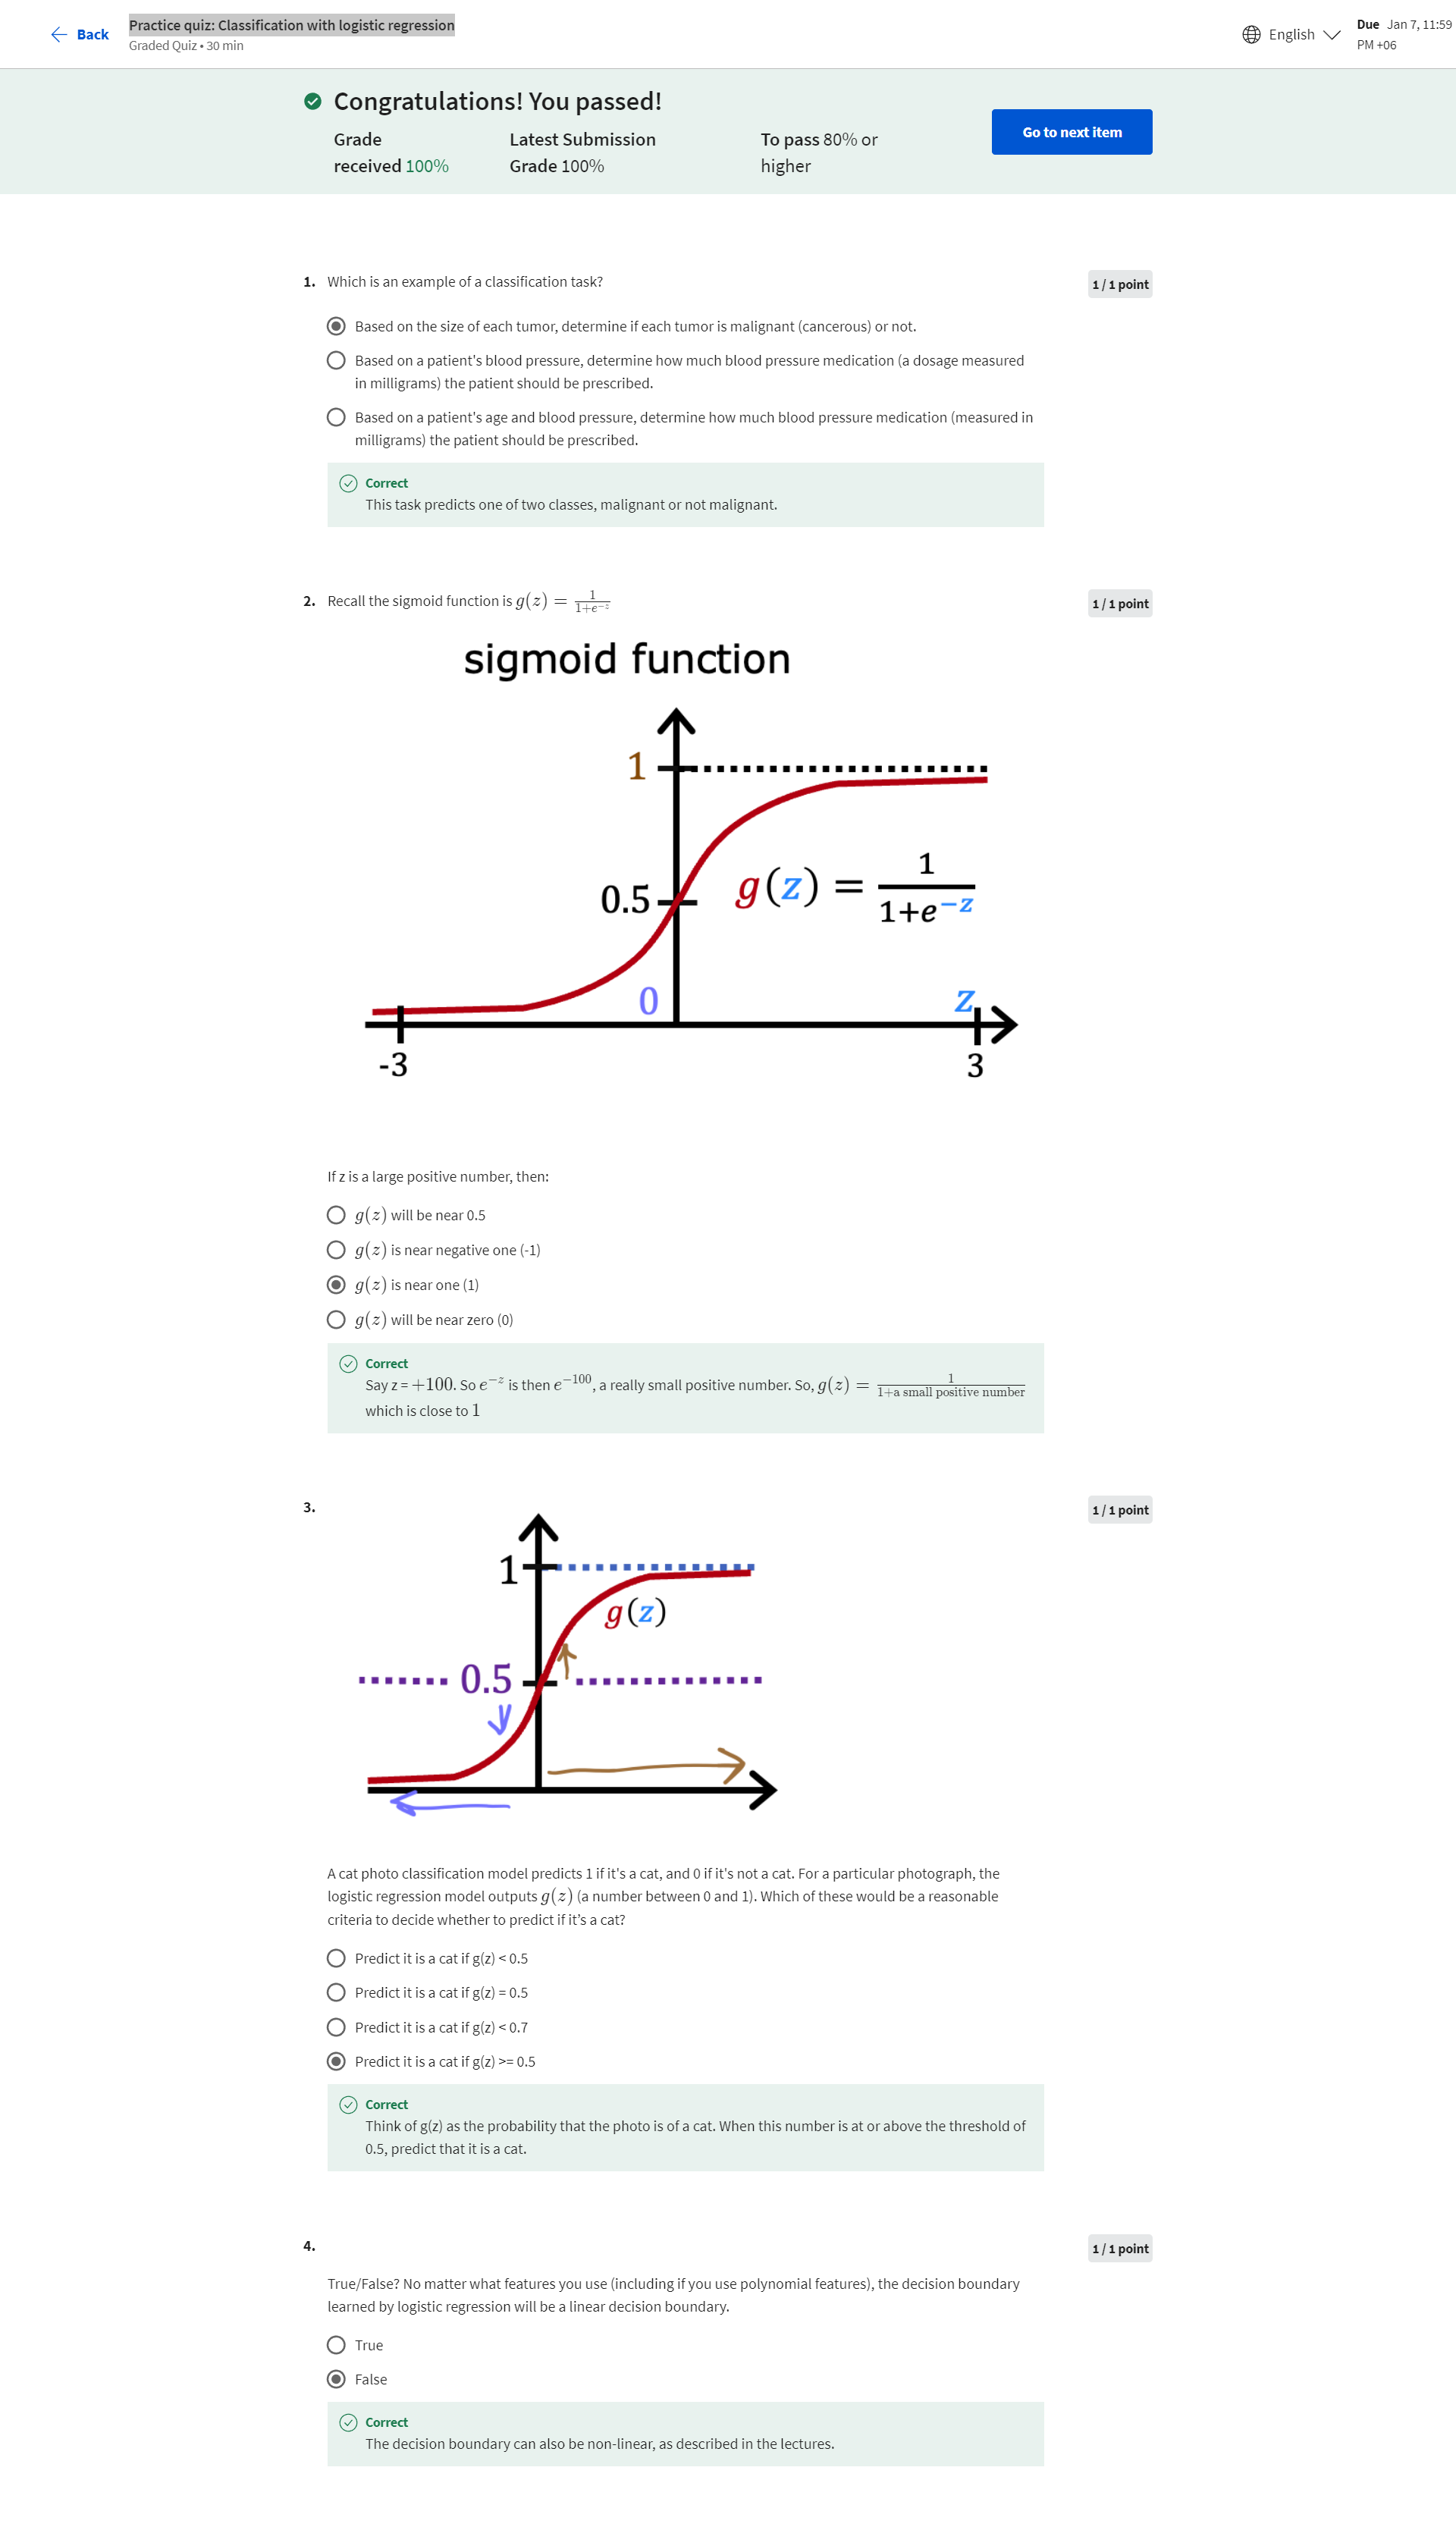 Back
Practice quiz: Classification with logistic regression
Graded Quiz • 30 min
English
Due Jan 7, 11:59
PM +06
Congratulations! You passed!
Grade
received 100%
Latest Submission
Grade 100%
To pass 80% or
higher
Go to next item
1. Which is an example of a classification task?
1 / 1 point
Based on the size of each tumor, determine if each tumor is malignant (cancerous) or not.
Based on a patient's blood pressure, determine how much blood pressure medication (a dosage measured
in milligrams) the patient should be prescribed.
Based on a patient's age and blood pressure, determine how much blood pressure medication (measured in
milligrams) the patient should be prescribed.
Correct
This task predicts one of two classes, malignant or not malignant.
2. Recall the sigmoid function is g(z) = 1/(1+e^−z)
1 / 1 point
sigmoid function
1
0.5
g(z) = 1/(1+e^−z)
0
z
-3
3
If z is a large positive number, then:
g(z) will be near 0.5
g(z) is near negative one (-1)
g(z) is near one (1)
g(z) will be near zero (0)
Correct
Say z = +100. So e^−z is then e^−100, a really small positive number. So, g(z) = 1/(1+a small positive number)
which is close to 1
3.
1 / 1 point
1
g(z)
0.5
A cat photo classification model predicts 1 if it's a cat, and 0 if it's not a cat. For a particular photograph, the
logistic regression model outputs g(z) (a number between 0 and 1). Which of these would be a reasonable
criteria to decide whether to predict if it’s a cat?
Predict it is a cat if g(z) < 0.5
Predict it is a cat if g(z) = 0.5
Predict it is a cat if g(z) < 0.7
Predict it is a cat if g(z) >= 0.5
Correct
Think of g(z) as the probability that the photo is of a cat. When this number is at or above the threshold of
0.5, predict that it is a cat.
4.
1 / 1 point
True/False? No matter what features you use (including if you use polynomial features), the decision boundary
learned by logistic regression will be a linear decision boundary.
True
False
Correct
The decision boundary can also be non-linear, as described in the lectures.